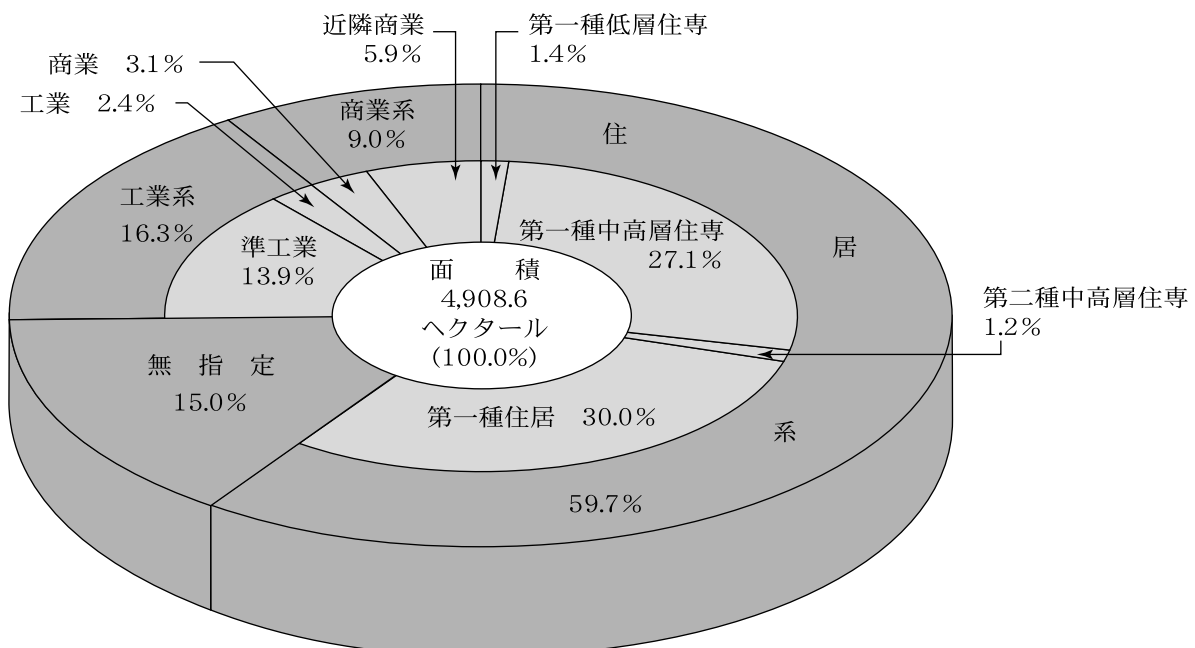 近隣商業
5.9%
第一種低層住専
1.4%
商業 3.1%
工業 2.4%
商業系
9.0%
住
居
系
59.7%
工業系
16.3%
準工業
13.9%
第一種中高層住専
27.1%
面 積
4,908.6
ヘクタール
(100.0%)
第二種中高層住専
1.2%
無 指 定
15.0%
第一種住居 30.0%